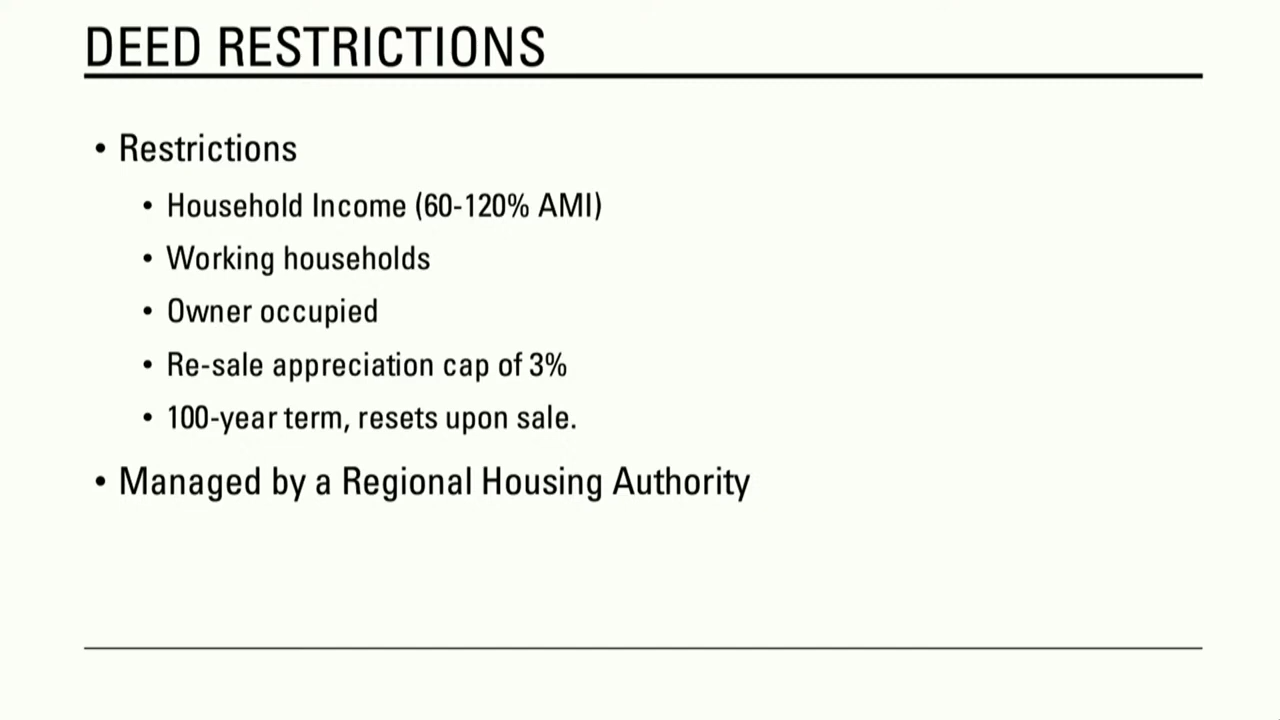 DEED RESTRICTIONS
• Restrictions
• Household Income (60-120% AMI)
• Working households
• Owner occupied
• Re-sale appreciation cap of 3%
• 100-year term, resets upon sale.
• Managed by a Regional Housing Authority